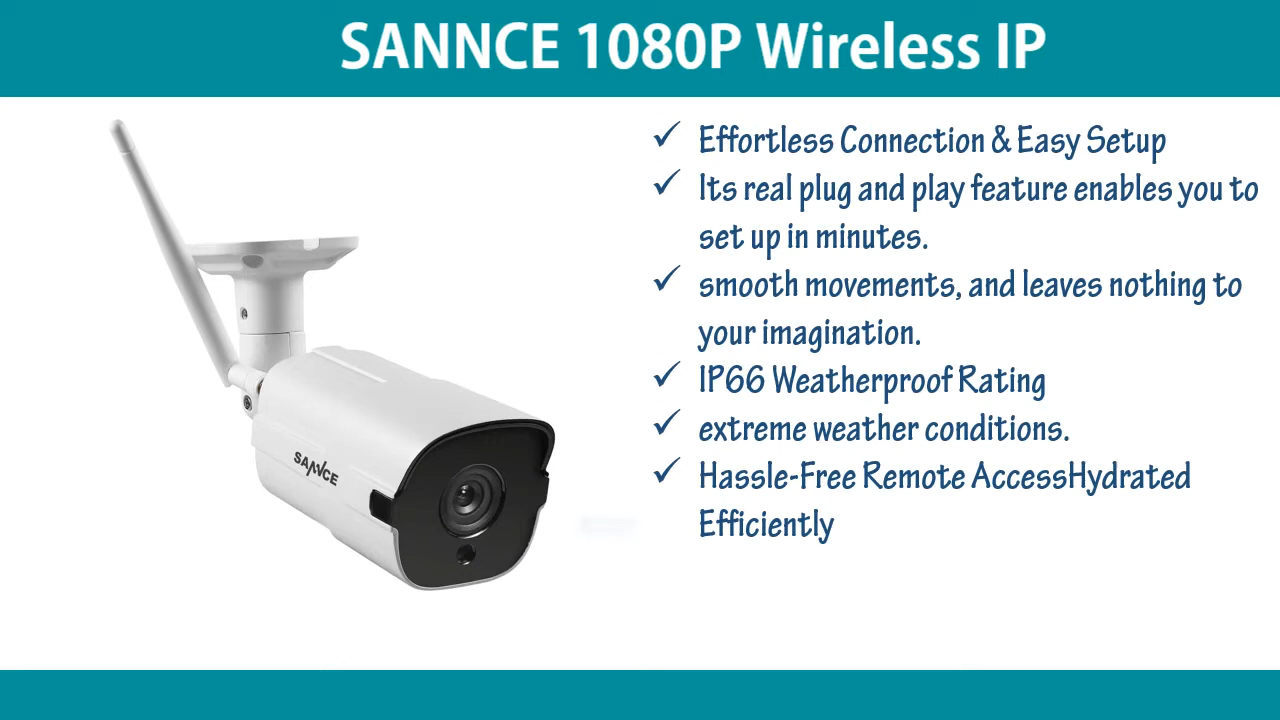 SANNCE 1080P Wireless IP
✓ Effortless Connection & Easy Setup
✓ Its real plug and play feature enables you to
set up in minutes.
✓ smooth movements, and leaves nothing to
your imagination.
✓ IP66 Weatherproof Rating
✓ extreme weather conditions.
✓ Hassle-Free Remote AccessHydrated
Efficiently
SANNCE